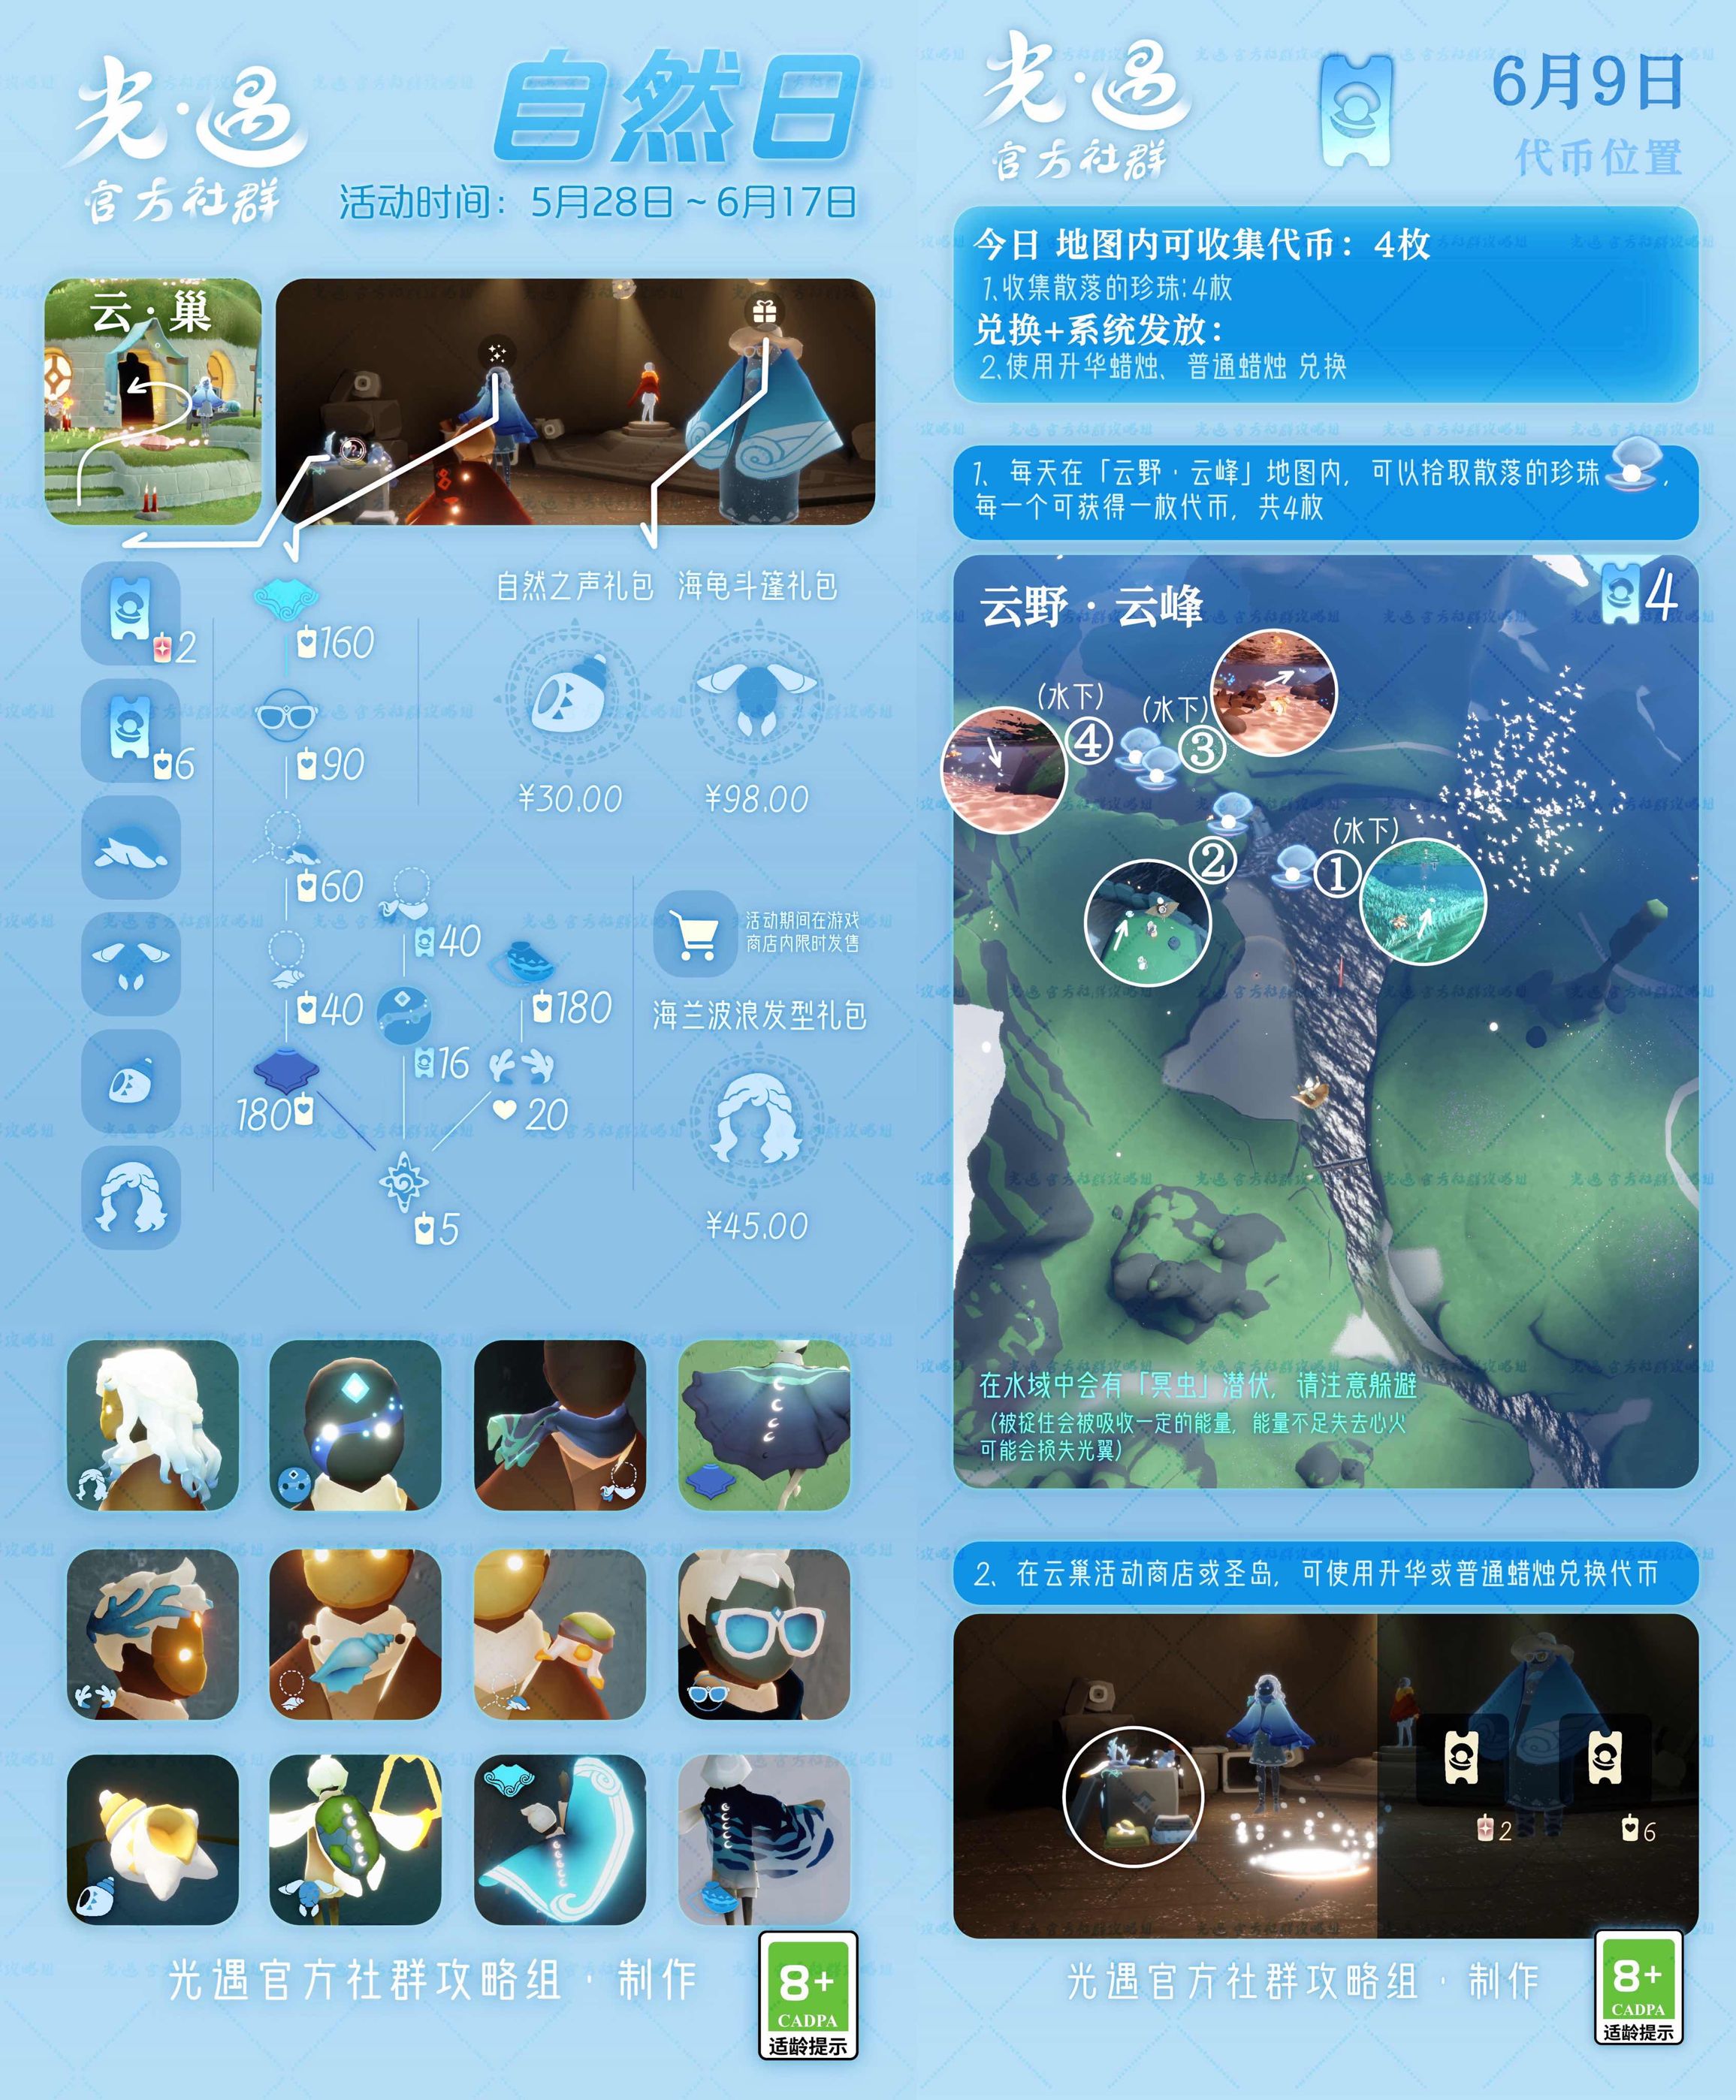 光·遇
官方社群
自然日
活动时间：5月28日~6月17日
云·巢
2
6
160
90
60
40
180
40
16
5
180
20
自然之声礼包
海龟斗篷礼包
¥30.00
¥98.00
活动期间在游戏
商店内限时发售
海兰波浪发型礼包
¥45.00
光遇官方社群攻略组·制作
8+
CADPA
适龄提示
光·遇
官方社群
6月9日
代币位置
今日 地图内可收集代币：4枚
1、收集散落的珍珠:4枚
兑换+系统发放：
2、使用升华蜡烛、普通蜡烛 兑换
1、每天在「云野·云峰」地图内，可以拾取散落的珍珠，
每一个可获得一枚代币，共4枚
云野·云峰
4
(水下)
④
(水下)
③
②
(水下)
①
在水域中会有「冥虫」潜伏，请注意躲避
（被捉住会被吸收一定的能量，能量不足失去心火
可能会损失光翼）
2、在云巢活动商店或圣岛，可使用升华或普通蜡烛兑换代币
2
6
光遇官方社群攻略组·制作
8+
CADPA
适龄提示